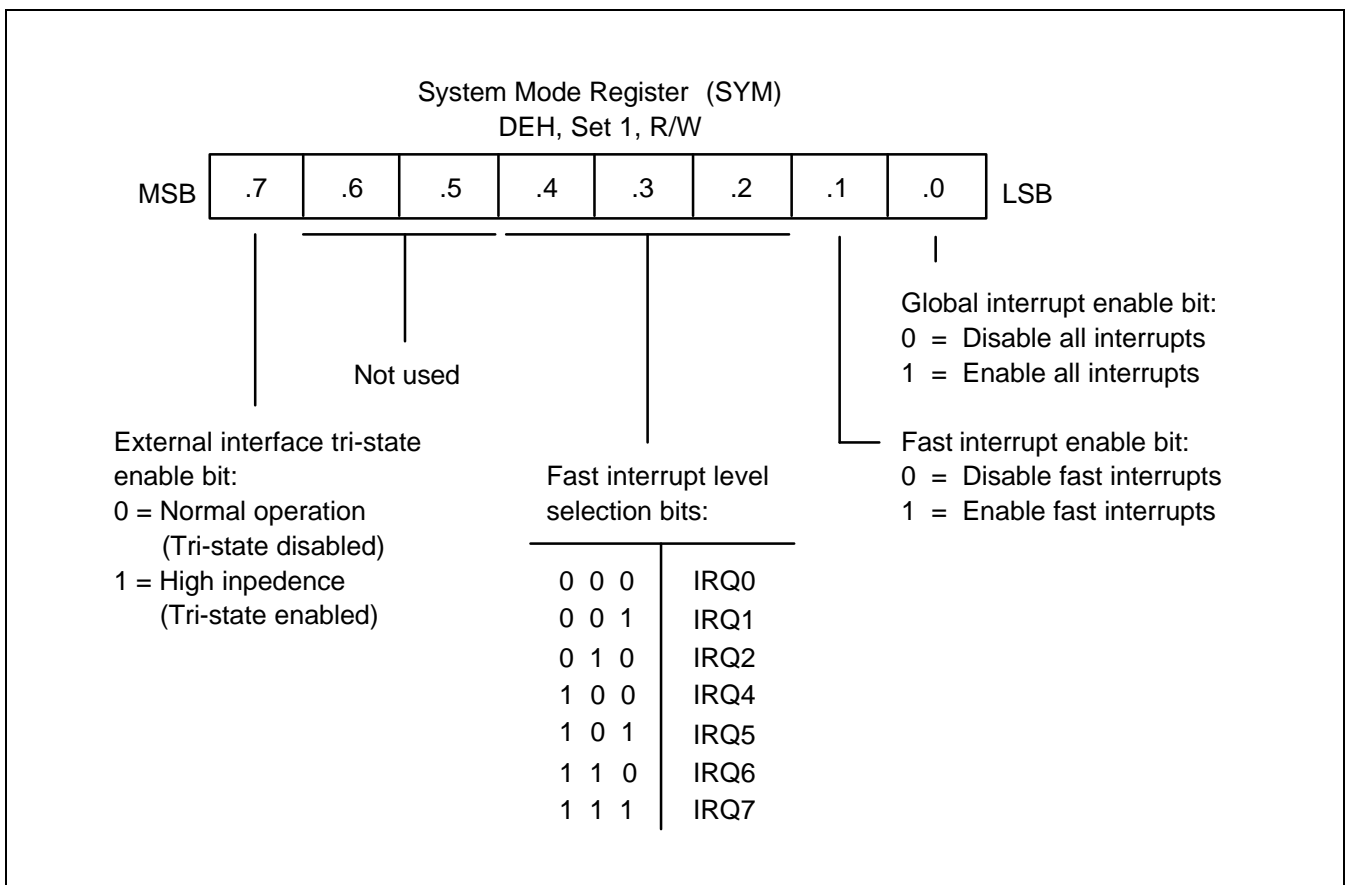 System Mode Register (SYM)
DEH, Set 1, R/W
MSB .7 .6 .5 .4 .3 .2 .1 .0 LSB
Global interrupt enable bit:
0 = Disable all interrupts
1 = Enable all interrupts
Not used
External interface tri-state
enable bit:
0 = Normal operation
(Tri-state disabled)
1 = High inpedence
(Tri-state enabled)
Fast interrupt level
selection bits:
0 0 0 IRQ0
0 0 1 IRQ1
0 1 0 IRQ2
1 0 0 IRQ4
1 0 1 IRQ5
1 1 0 IRQ6
1 1 1 IRQ7
Fast interrupt enable bit:
0 = Disable fast interrupts
1 = Enable fast interrupts